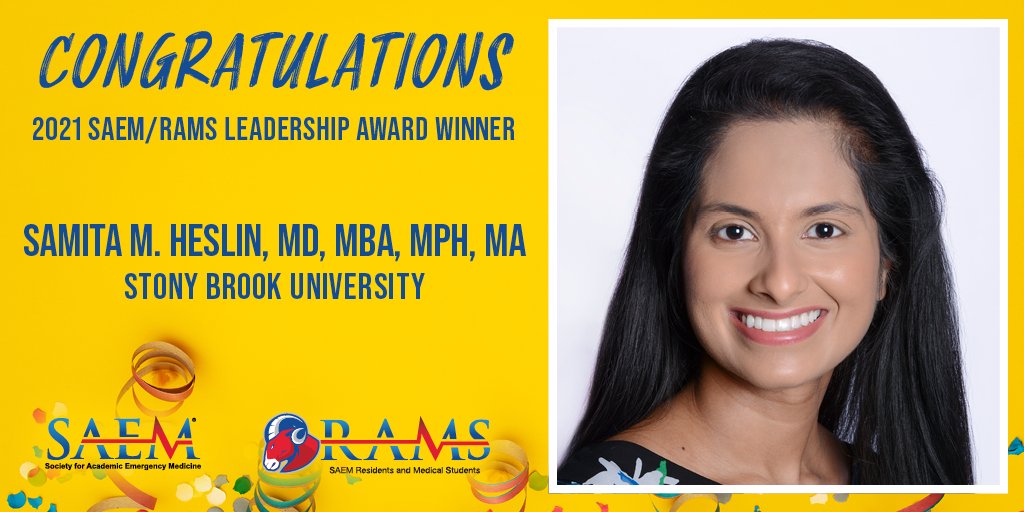 CONGRATULATIONS
2021 SAEM/RAMS LEADERSHIP AWARD WINNER
SAMITA M. HESLIN, MD, MBA, MPH, MA
STONY BROOK UNIVERSITY
SAEM®
Society for Academic Emergency Medicine
RAMS
SAEM Residents and Medical Students